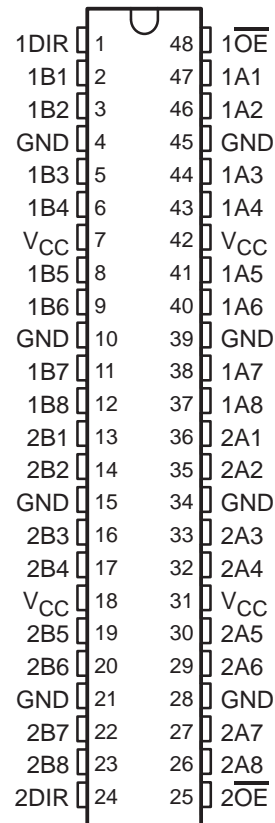 1DIR 1 48 1O̅E̅
1B1 2 47 1A1
1B2 3 46 1A2
GND 4 45 GND
1B3 5 44 1A3
1B4 6 43 1A4
VCC 7 42 VCC
1B5 8 41 1A5
1B6 9 40 1A6
GND 10 39 GND
1B7 11 38 1A7
1B8 12 37 1A8
2B1 13 36 2A1
2B2 14 35 2A2
GND 15 34 GND
2B3 16 33 2A3
2B4 17 32 2A4
VCC 18 31 VCC
2B5 19 30 2A5
2B6 20 29 2A6
GND 21 28 GND
2B7 22 27 2A7
2B8 23 26 2A8
2DIR 24 25 2O̅E̅